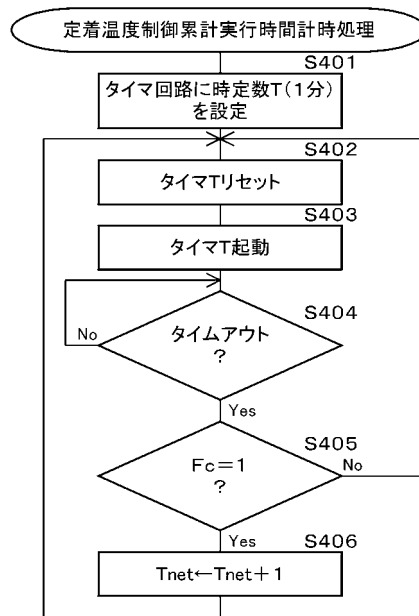 定着温度制御累計実行時間計時処理
S401
タイマ回路に時定数T(1分)
を設定
S402
タイマTリセット
S403
タイマT起動
S404
タイムアウト
?
No
Yes
S405
Fc=1
?
No
Yes
S406
Tnet←Tnet+1